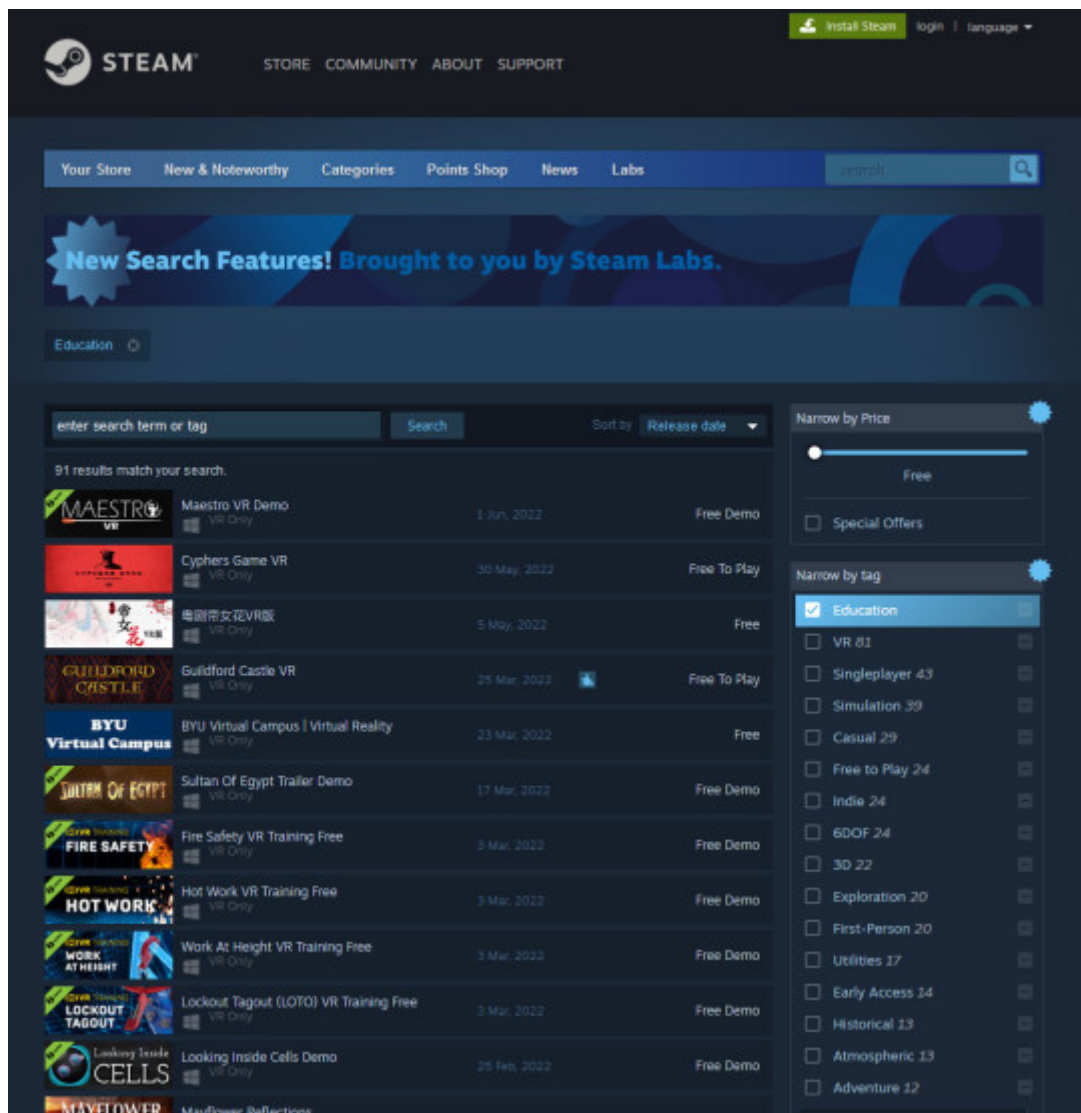 Install Steam login | language
STEAM®
STORE COMMUNITY ABOUT SUPPORT
Your Store New & Noteworthy Categories Points Shop News Labs
search
New Search Features! Brought to you by Steam Labs.
Education
enter search term or tag
Search
Sort by Release date
91 results match your search.
MAESTRO VR
Maestro VR Demo
VR Only
1 Jun, 2022
Free Demo
Cyphers Game VR
VR Only
30 May, 2022
Free To Play
帝女花 VR版
粤剧帝女花VR版
VR Only
5 May, 2022
Free
GUILDFORD CASTLE
Guildford Castle VR
VR Only
25 Mar, 2022
Free To Play
BYU
Virtual Campus
BYU Virtual Campus | Virtual Reality
VR Only
23 Mar, 2022
Free
SULTAN OF EGYPT
Sultan Of Egypt Trailer Demo
VR Only
17 Mar, 2022
Free Demo
FIRE SAFETY
Fire Safety VR Training Free
VR Only
3 Mar, 2022
Free Demo
HOT WORK
Hot Work VR Training Free
VR Only
3 Mar, 2022
Free Demo
WORK
AT HEIGHT
Work At Height VR Training Free
VR Only
3 Mar, 2022
Free Demo
LOCKOUT
TAGOUT
Lockout Tagout (LOTO) VR Training Free
VR Only
3 Mar, 2022
Free Demo
Looking Inside
CELLS
Looking Inside Cells Demo
VR Only
25 Feb, 2022
Free Demo
MAYFLOWER
Mayflower Reflections
Narrow by Price
Free
Special Offers
Narrow by tag
Education
VR 81
Singleplayer 43
Simulation 39
Casual 29
Free to Play 24
Indie 24
6DOF 24
3D 22
Exploration 20
First-Person 20
Utilities 17
Early Access 14
Historical 13
Atmospheric 13
Adventure 12